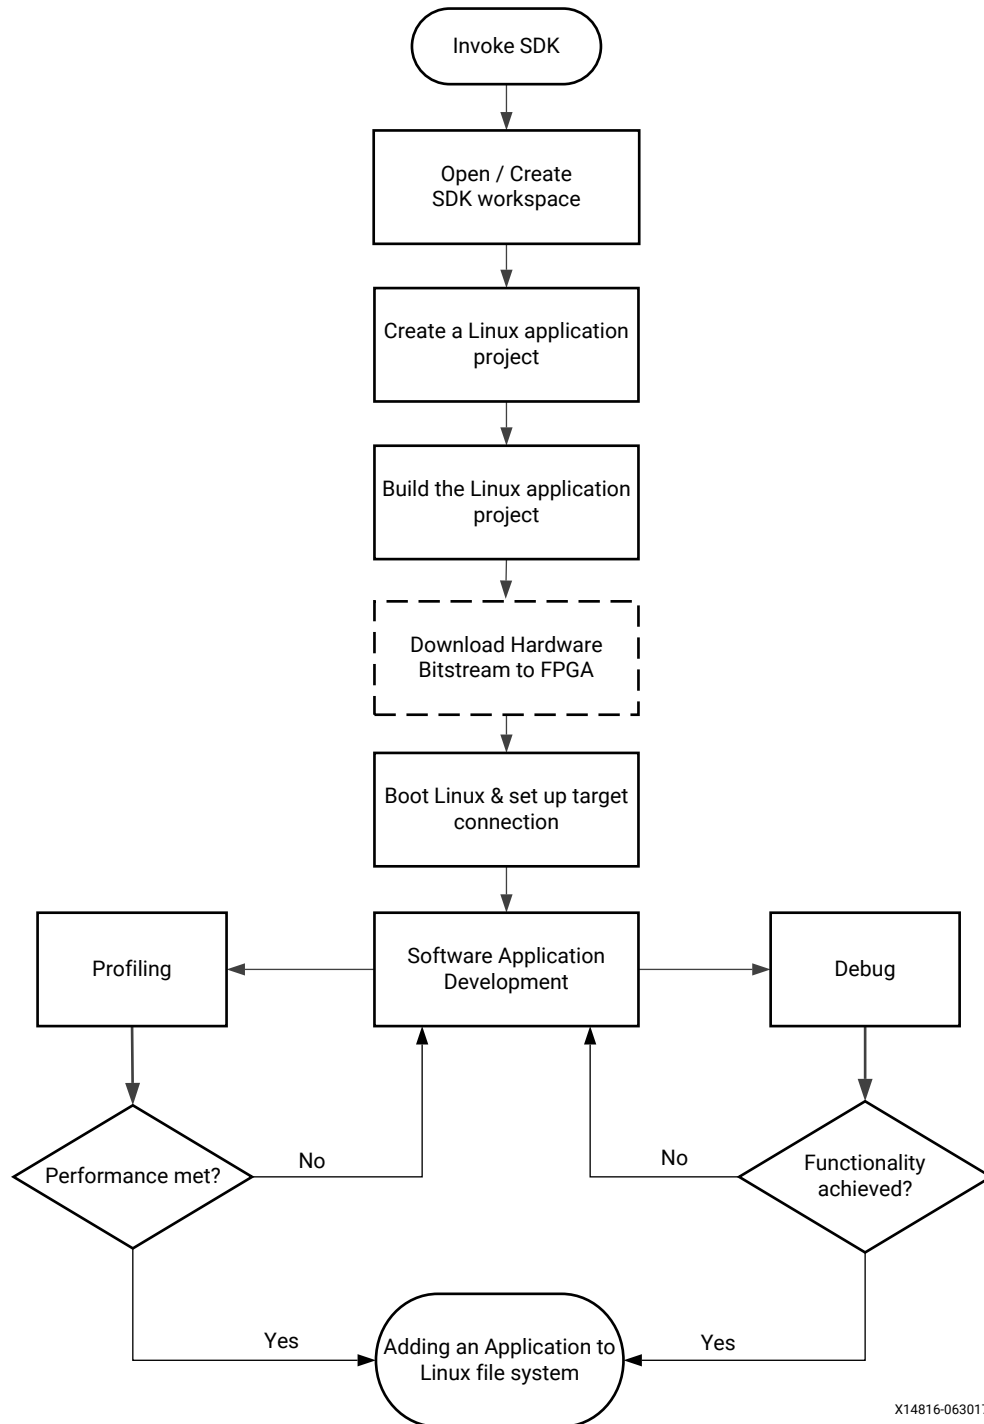 Invoke SDK
Open / Create
SDK workspace
Create a Linux application
project
Build the Linux application
project
Download Hardware
Bitstream to FPGA
Boot Linux & set up target
connection
Profiling
Software Application
Development
Debug
Performance met?
No
No
Functionality
achieved?
Yes
Adding an Application to
Linux file system
Yes
X14816-063017